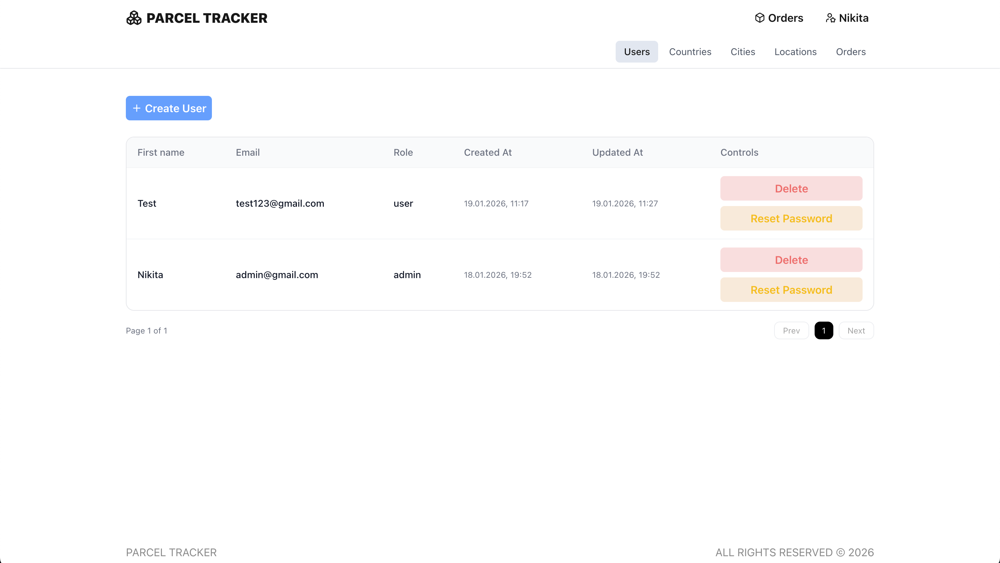 PARCEL TRACKER
Orders Nikita
Users Countries Cities Locations Orders
+ Create User
First name Email Role Created At Updated At Controls
Test test123@gmail.com user 19.01.2026, 11:17 19.01.2026, 11:27 Delete
Reset Password
Nikita admin@gmail.com admin 18.01.2026, 19:52 18.01.2026, 19:52 Delete
Reset Password
Page 1 of 1 Prev 1 Next
PARCEL TRACKER ALL RIGHTS RESERVED © 2026